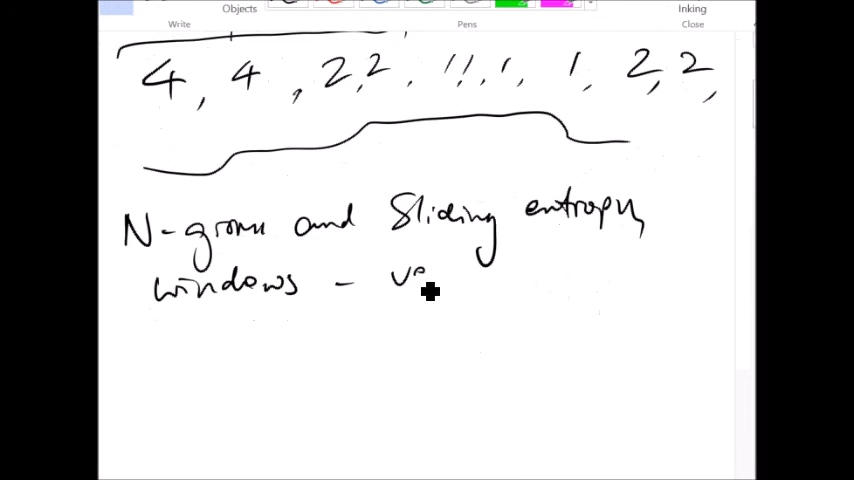 Objects Inking
Write Pens Close
4, 4, 2,2, 1,1,1, 1, 2,2,
N-gram and Sliding entropy
windows - ve